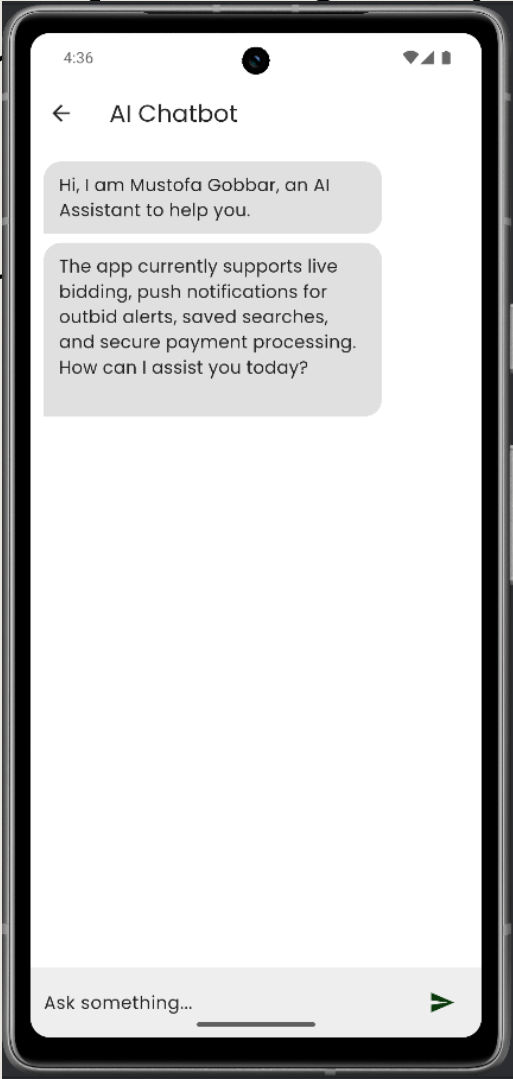 4:36
AI Chatbot
Hi, I am Mustofa Gobbar, an AI
Assistant to help you.
The app currently supports live
bidding, push notifications for
outbid alerts, saved searches,
and secure payment processing.
How can I assist you today?
Ask something...